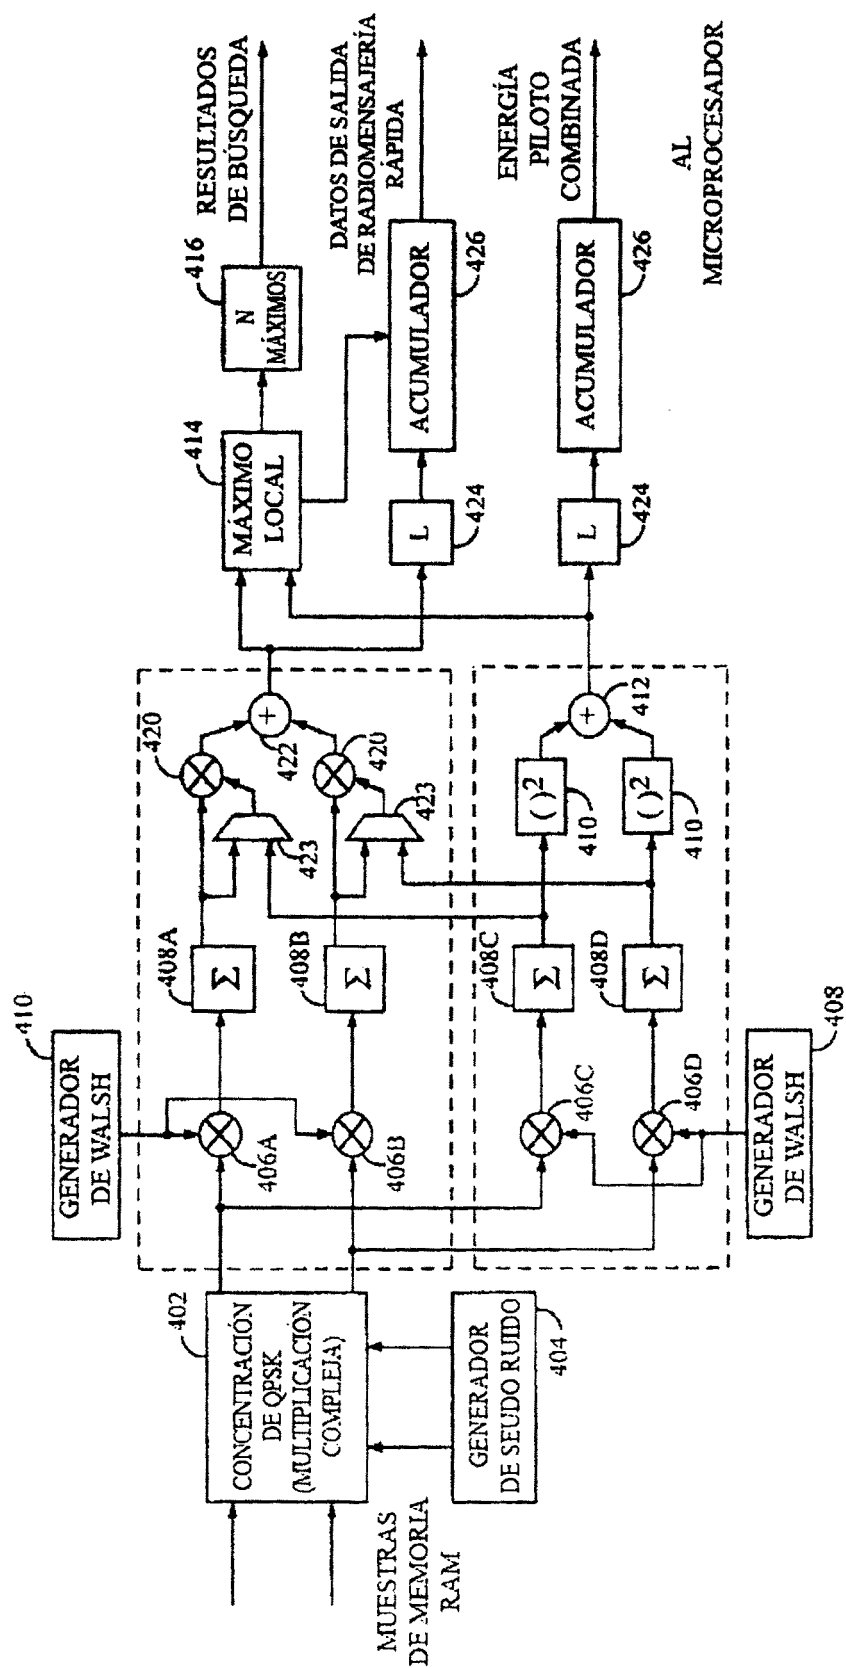 MUESTRAS
DE MEMORIA
RAM
402
CONCENTRACIÓN
DE QPSK
(MULTIPLICACIÓN
COMPLEJA)
GENERADOR
DE SEUDO RUIDO
404
GENERADOR
DE WALSH
410
406A
406B
408A
Σ
408B
Σ
423
423
420
420
+
422
406C
406D
GENERADOR
DE WALSH
408
408C
Σ
408D
Σ
( )²
410
( )²
410
+
412
MÁXIMO
LOCAL
414
N
MÁXIMOS
416
RESULTADOS
DE BÚSQUEDA
L
424
ACUMULADOR
426
DATOS DE SALIDA
DE RADIOMENSAJERÍA
RÁPIDA
L
424
ACUMULADOR
426
ENERGÍA
PILOTO
COMBINADA
AL
MICROPROCESADOR